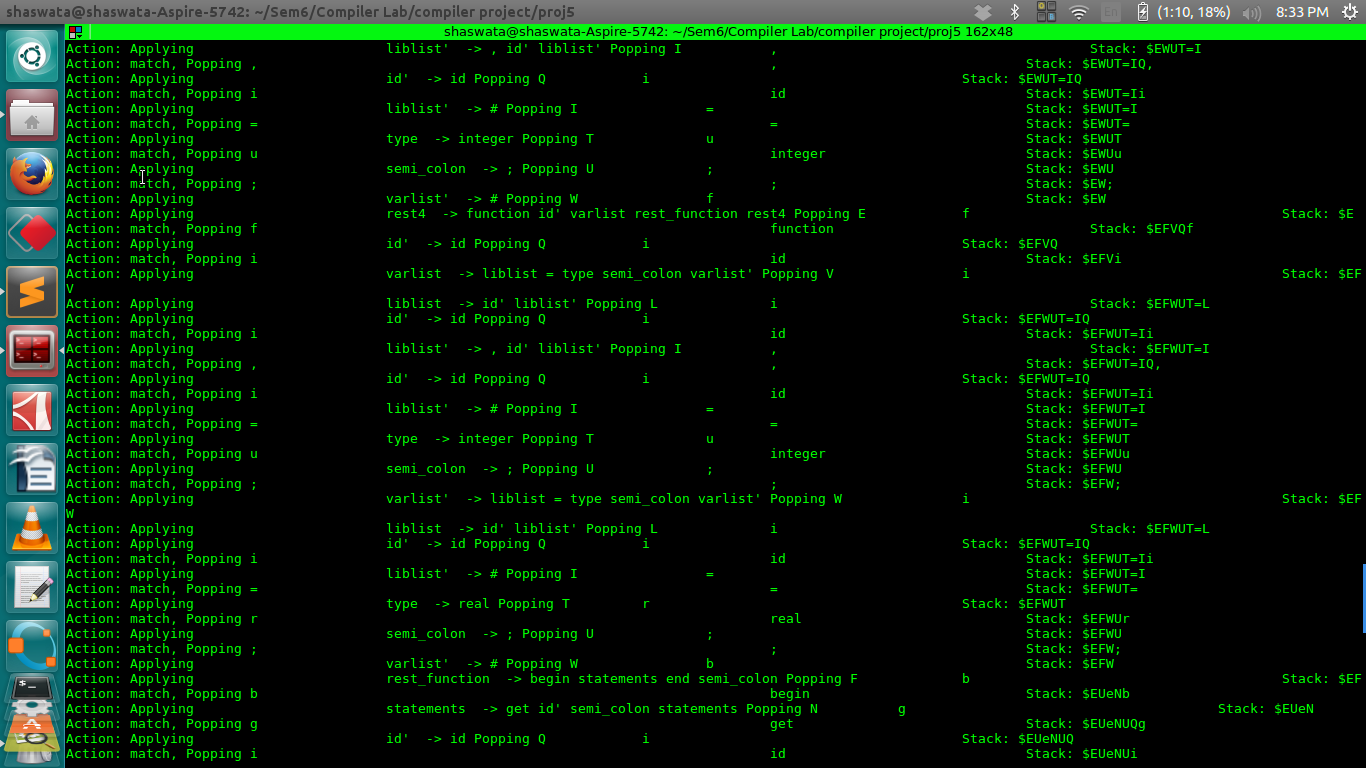 shaswata@shaswata-Aspire-5742: ~/Sem6/Compiler Lab/compiler project/proj5 En (1:10, 18%) 8:33 PM
shaswata@shaswata-Aspire-5742: ~/Sem6/Compiler Lab/compiler project/proj5 162x48
Action: Applying liblist' -> , id' liblist' Popping I , Stack: $EWUT=I
Action: match, Popping , , Stack: $EWUT=IQ,
Action: Applying id' -> id Popping Q i Stack: $EWUT=IQ
Action: match, Popping i id Stack: $EWUT=Ii
Action: Applying liblist' -> # Popping I = Stack: $EWUT=I
Action: match, Popping = = Stack: $EWUT=
Action: Applying type -> integer Popping T u Stack: $EWUT
Action: match, Popping u integer Stack: $EWUu
Action: Applying semi_colon -> ; Popping U ; Stack: $EWU
Action: match, Popping ; ; Stack: $EW;
Action: Applying varlist' -> # Popping W f Stack: $EW
Action: Applying rest4 -> function id' varlist rest_function rest4 Popping E f Stack: $E
Action: match, Popping f function Stack: $EFVQf
Action: Applying id' -> id Popping Q i Stack: $EFVQ
Action: match, Popping i id Stack: $EFVi
Action: Applying varlist -> liblist = type semi_colon varlist' Popping V i Stack: $EF
V
Action: Applying liblist -> id' liblist' Popping L i Stack: $EFWUT=L
Action: Applying id' -> id Popping Q i Stack: $EFWUT=IQ
Action: match, Popping i id Stack: $EFWUT=Ii
Action: Applying liblist' -> , id' liblist' Popping I , Stack: $EFWUT=I
Action: match, Popping , , Stack: $EFWUT=IQ,
Action: Applying id' -> id Popping Q i Stack: $EFWUT=IQ
Action: match, Popping i id Stack: $EFWUT=Ii
Action: Applying liblist' -> # Popping I = Stack: $EFWUT=I
Action: match, Popping = = Stack: $EFWUT=
Action: Applying type -> integer Popping T u Stack: $EFWUT
Action: match, Popping u integer Stack: $EFWUu
Action: Applying semi_colon -> ; Popping U ; Stack: $EFWU
Action: match, Popping ; ; Stack: $EFW;
Action: Applying varlist' -> liblist = type semi_colon varlist' Popping W i Stack: $EF
W
Action: Applying liblist -> id' liblist' Popping L i Stack: $EFWUT=L
Action: Applying id' -> id Popping Q i Stack: $EFWUT=IQ
Action: match, Popping i id Stack: $EFWUT=Ii
Action: Applying liblist' -> # Popping I = Stack: $EFWUT=I
Action: match, Popping = = Stack: $EFWUT=
Action: Applying type -> real Popping T r Stack: $EFWUT
Action: match, Popping r real Stack: $EFWUr
Action: Applying semi_colon -> ; Popping U ; Stack: $EFWU
Action: match, Popping ; ; Stack: $EFW;
Action: Applying varlist' -> # Popping W b Stack: $EFW
Action: Applying rest_function -> begin statements end semi_colon Popping F b Stack: $EF
Action: match, Popping b begin Stack: $EUeNb
Action: Applying statements -> get id' semi_colon statements Popping N g Stack: $EUeN
Action: match, Popping g get Stack: $EUeNUQg
Action: Applying id' -> id Popping Q i Stack: $EUeNUQ
Action: match, Popping i id Stack: $EUeNUi